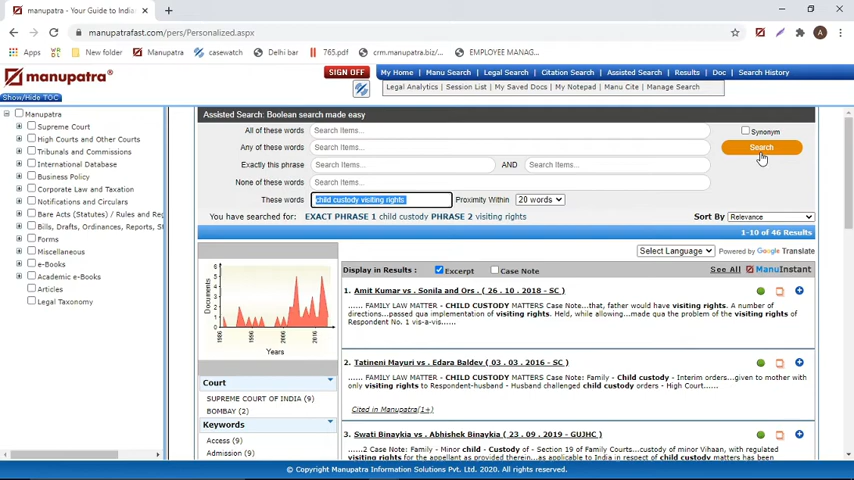 manupatra - Your Guide to India
manupatrafast.com/pers/Personalized.aspx
Apps
New folder
Manupatra
casewatch
Delhi bar
765.pdf
crm.manupatra.biz/...
EMPLOYEE MANAG...
manupatra®
SIGN OFF
My Home | Manu Search | Legal Search | Citation Search | Assisted Search | Results | Doc | Search History
Legal Analytics | Session List | My Saved Docs | My Notepad | Manu Cite | Manage Search
Show/Hide TOC
Manupatra
Supreme Court
High Courts and Other Courts
Tribunals and Commissions
International Database
Business Policy
Corporate Law and Taxation
Notifications and Circulars
Bare Acts (Statutes) / Rules and Reg
Bills, Drafts, Ordinances, Reports, St
Forms
Miscellaneous
e-Books
Academic e-Books
Articles
Legal Taxonomy
Assisted Search: Boolean search made easy
All of these words Search Items... Synonym
Any of these words Search Items... Search
Exactly this phrase Search Items... AND Search Items...
None of these words Search Items...
These words child custody visiting rights Proximity Within 20 words
You have searched for: EXACT PHRASE 1 child custody PHRASE 2 visiting rights Sort By Relevance
1-10 of 46 Results
Select Language Powered by Google Translate
Display in Results : Excerpt Case Note See All ManuInstant
Documents
6
5
4
3
2
1
0
1986
1996
2006
2016
Years
Court
SUPREME COURT OF INDIA (9)
BOMBAY (2)
Keywords
Access (9)
Admission (9)
1. Amit Kumar vs . Sonila and Ors . ( 26 . 10 . 2018 - SC )
...... FAMILY LAW MATTER - CHILD CUSTODY MATTERS Case Note...that, father would have visiting rights. A number of
directions...passed qua implementation of visiting rights. Held, while allowing...made qua the problem of the visiting rights of
Respondent No. 1 vis-a-vis......
2. Tatineni Mayuri vs . Edara Baldev ( 03 . 03 . 2016 - SC )
...... FAMILY LAW MATTER - CHILD CUSTODY MATTERS Case Note: Family - Child custody - Interim orders...given to mother with
only visiting rights to Respondent-husband - Husband challenged child custody orders - High Court......
Cited in Manupatra(1+)
3. Swati Binaykia vs . Abhishek Binaykia ( 23 . 09 . 2019 - GUJHC )
......2 Case Note: Family - Minor child - Custody of - Section 19 of Family Courts...custody of minor Vihaan, with regulated
visiting rights to the appellant as provided therein...as applicable to India in respect of child custody matters has been
© Copyright Manupatra Information Solutions Pvt. Ltd. 2020. All rights reserved.